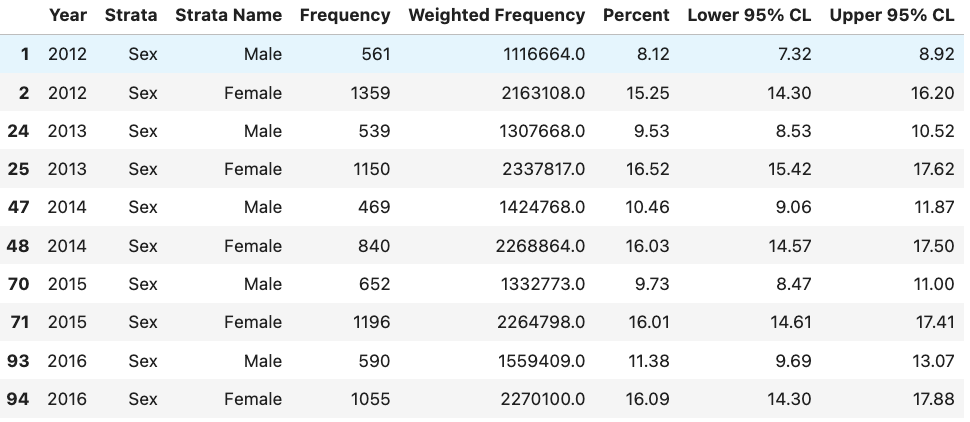 Year Strata Strata Name Frequency Weighted Frequency Percent Lower 95% CL Upper 95% CL
1 2012 Sex Male 561 1116664.0 8.12 7.32 8.92
2 2012 Sex Female 1359 2163108.0 15.25 14.30 16.20
24 2013 Sex Male 539 1307668.0 9.53 8.53 10.52
25 2013 Sex Female 1150 2337817.0 16.52 15.42 17.62
47 2014 Sex Male 469 1424768.0 10.46 9.06 11.87
48 2014 Sex Female 840 2268864.0 16.03 14.57 17.50
70 2015 Sex Male 652 1332773.0 9.73 8.47 11.00
71 2015 Sex Female 1196 2264798.0 16.01 14.61 17.41
93 2016 Sex Male 590 1559409.0 11.38 9.69 13.07
94 2016 Sex Female 1055 2270100.0 16.09 14.30 17.88